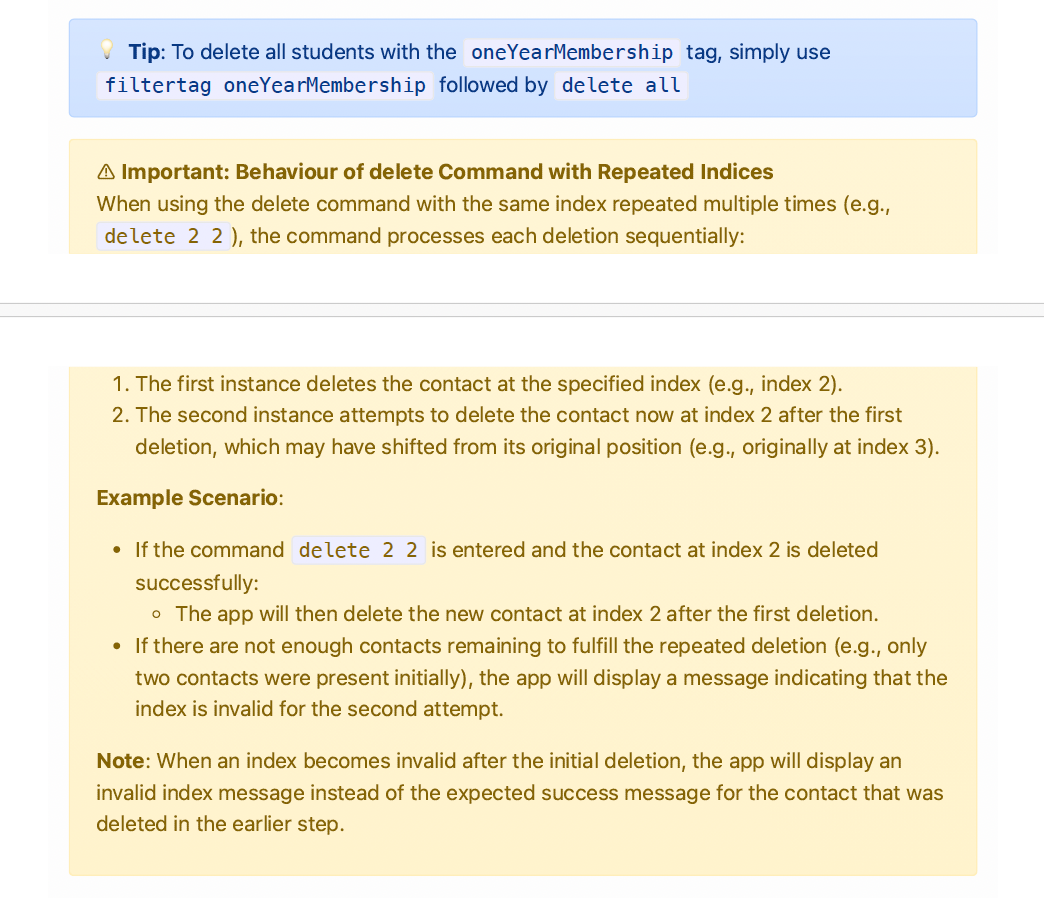 💡 Tip: To delete all students with the oneYearMembership tag, simply use
filtertag oneYearMembership followed by delete all
⚠ Important: Behaviour of delete Command with Repeated Indices
When using the delete command with the same index repeated multiple times (e.g.,
delete 2 2), the command processes each deletion sequentially:
1. The first instance deletes the contact at the specified index (e.g., index 2).
2. The second instance attempts to delete the contact now at index 2 after the first
deletion, which may have shifted from its original position (e.g., originally at index 3).
Example Scenario:
• If the command delete 2 2 is entered and the contact at index 2 is deleted
successfully:
◦ The app will then delete the new contact at index 2 after the first deletion.
• If there are not enough contacts remaining to fulfill the repeated deletion (e.g., only
two contacts were present initially), the app will display a message indicating that the
index is invalid for the second attempt.
Note: When an index becomes invalid after the initial deletion, the app will display an
invalid index message instead of the expected success message for the contact that was
deleted in the earlier step.